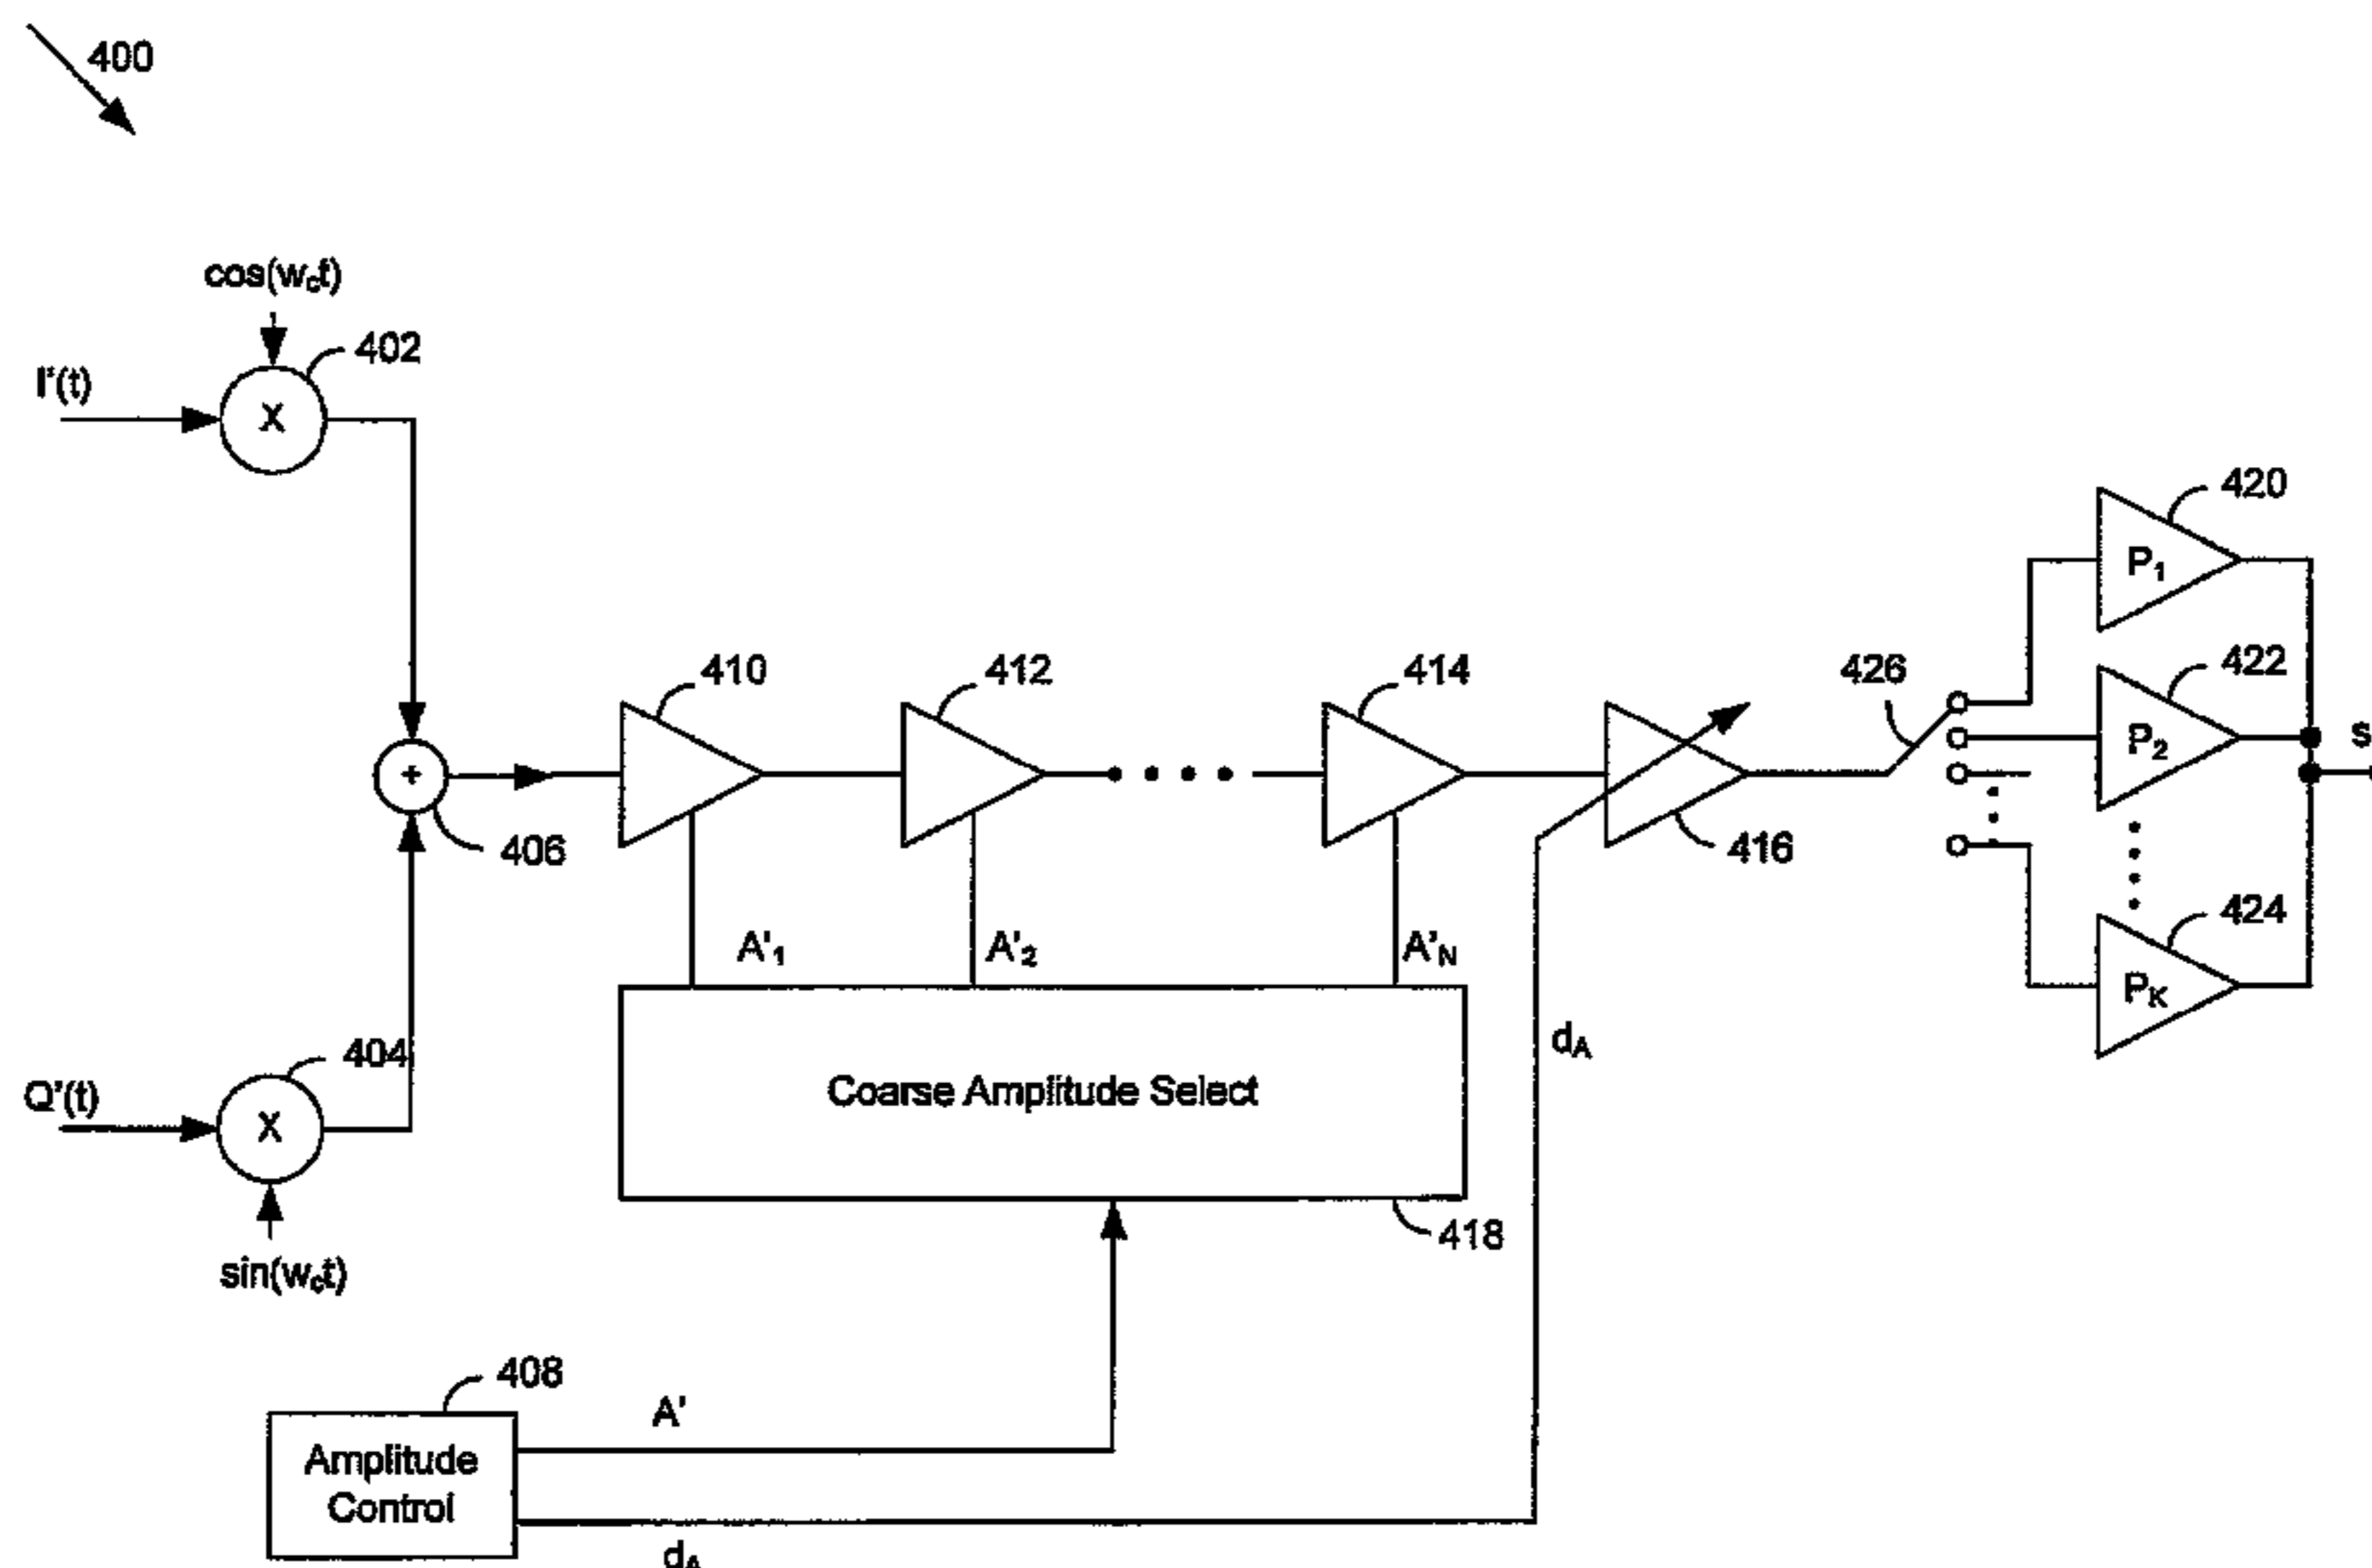 400
cos(wct)
402
I'(t)
X
420
P1
410
412
414
426
422
P2
s
+
406
416
424
PK
A'1
A'2
A'N
dA
404
Q'(t)
X
Coarse Amplitude Select
418
sin(wct)
408
A'
Amplitude
Control
dA